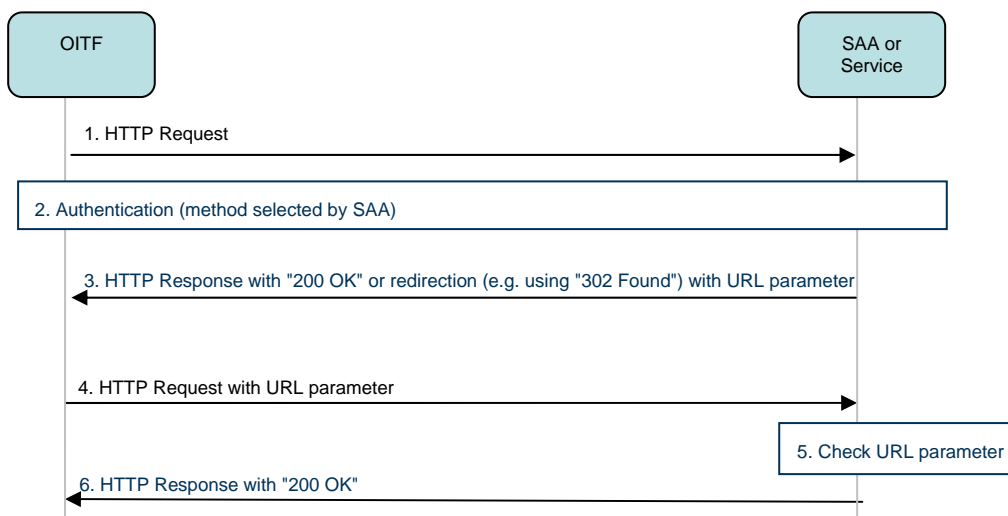 OITF
SAA or
Service
1. HTTP Request
2. Authentication (method selected by SAA)
3. HTTP Response with "200 OK" or redirection (e.g. using "302 Found") with URL parameter
4. HTTP Request with URL parameter
5. Check URL parameter
6. HTTP Response with "200 OK"